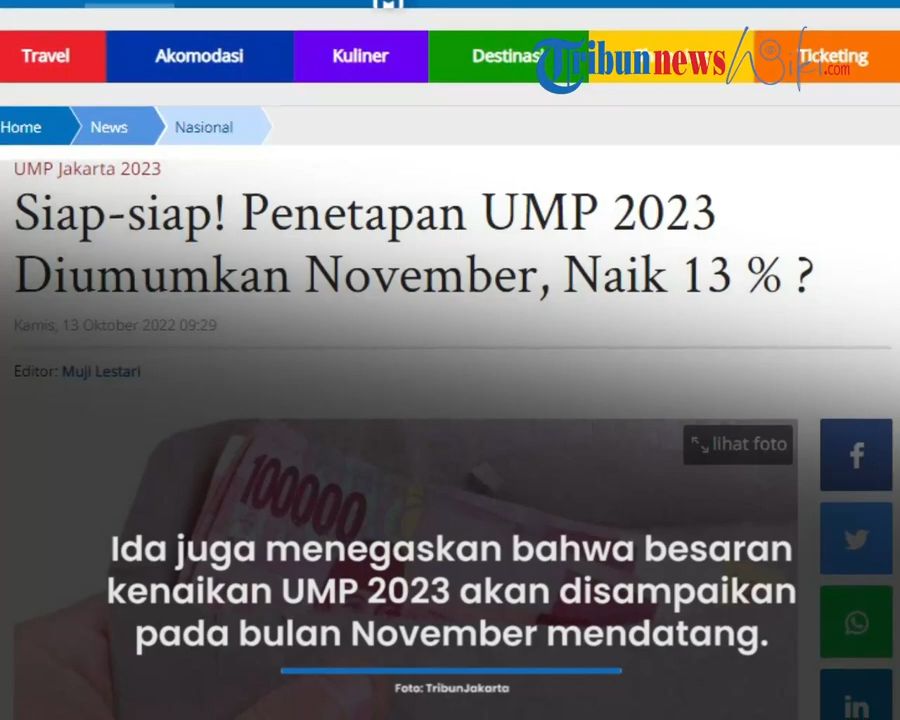 Travel
Akomodasi
Kuliner
Destinasi
Ticketing
Tribunnews
Wiki
.com
Home
News
Nasional
UMP Jakarta 2023
Siap-siap! Penetapan UMP 2023
Diumumkan November, Naik 13 % ?
Kamis, 13 Oktober 2022 09:29
Editor: Muji Lestari
lihat foto
100000
Ida juga menegaskan bahwa besaran
kenaikan UMP 2023 akan disampaikan
pada bulan November mendatang.
Foto: TribunJakarta
f
in